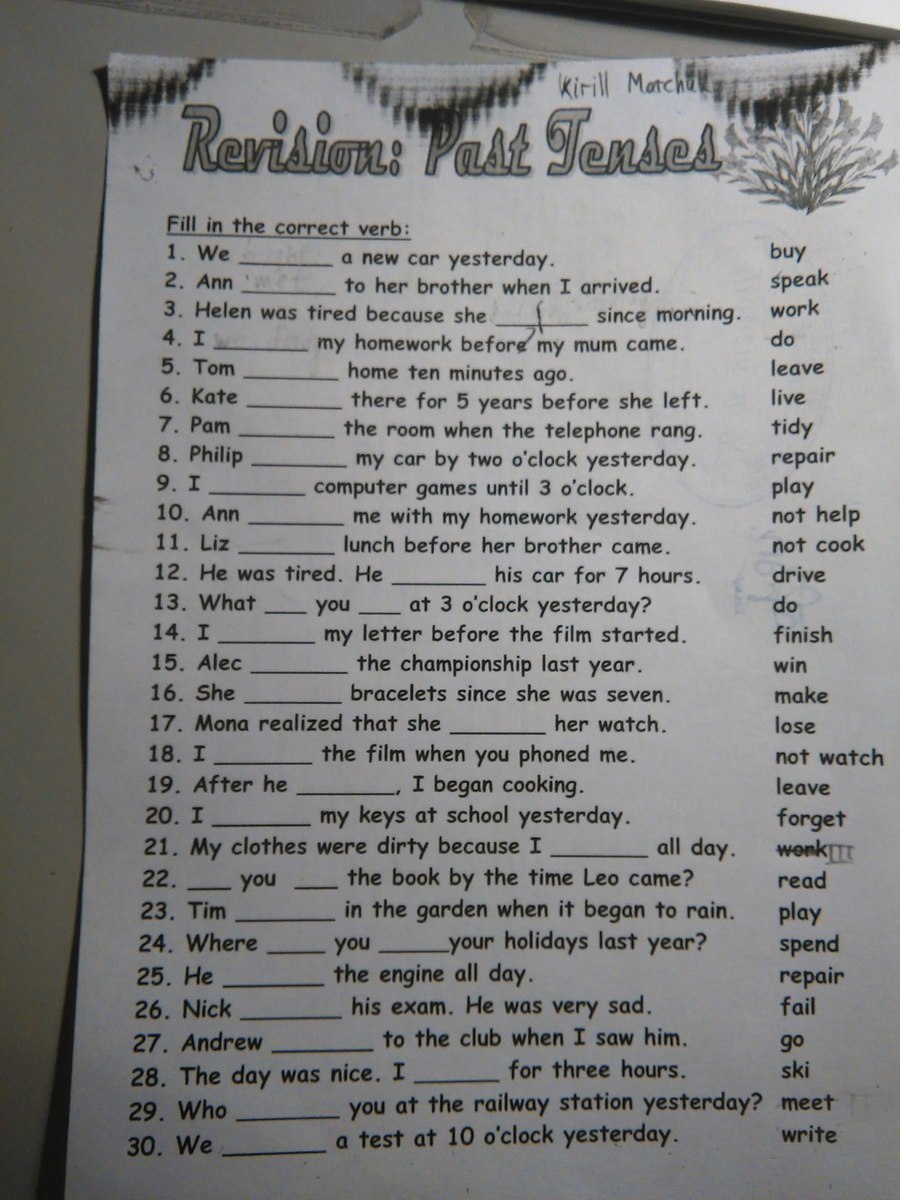 Kirill Marchuk
Revision: Past Tenses
Fill in the correct verb:
1. We ________ a new car yesterday. buy
2. Ann ________ to her brother when I arrived. speak
3. Helen was tired because she ________ since morning. work
4. I ________ my homework before my mum came. do
5. Tom ________ home ten minutes ago. leave
6. Kate ________ there for 5 years before she left. live
7. Pam ________ the room when the telephone rang. tidy
8. Philip ________ my car by two o'clock yesterday. repair
9. I ________ computer games until 3 o'clock. play
10. Ann ________ me with my homework yesterday. not help
11. Liz ________ lunch before her brother came. not cook
12. He was tired. He ________ his car for 7 hours. drive
13. What ____ you ____ at 3 o'clock yesterday? do
14. I ________ my letter before the film started. finish
15. Alec ________ the championship last year. win
16. She ________ bracelets since she was seven. make
17. Mona realized that she ________ her watch. lose
18. I ________ the film when you phoned me. not watch
19. After he ________, I began cooking. leave
20. I ________ my keys at school yesterday. forget
21. My clothes were dirty because I ________ all day. work
22. ____ you ____ the book by the time Leo came? read
23. Tim ________ in the garden when it began to rain. play
24. Where _____ you ______your holidays last year? spend
25. He ________ the engine all day. repair
26. Nick ________ his exam. He was very sad. fail
27. Andrew ________ to the club when I saw him. go
28. The day was nice. I _______ for three hours. ski
29. Who ________ you at the railway station yesterday? meet
30. We ________ a test at 10 o'clock yesterday. write